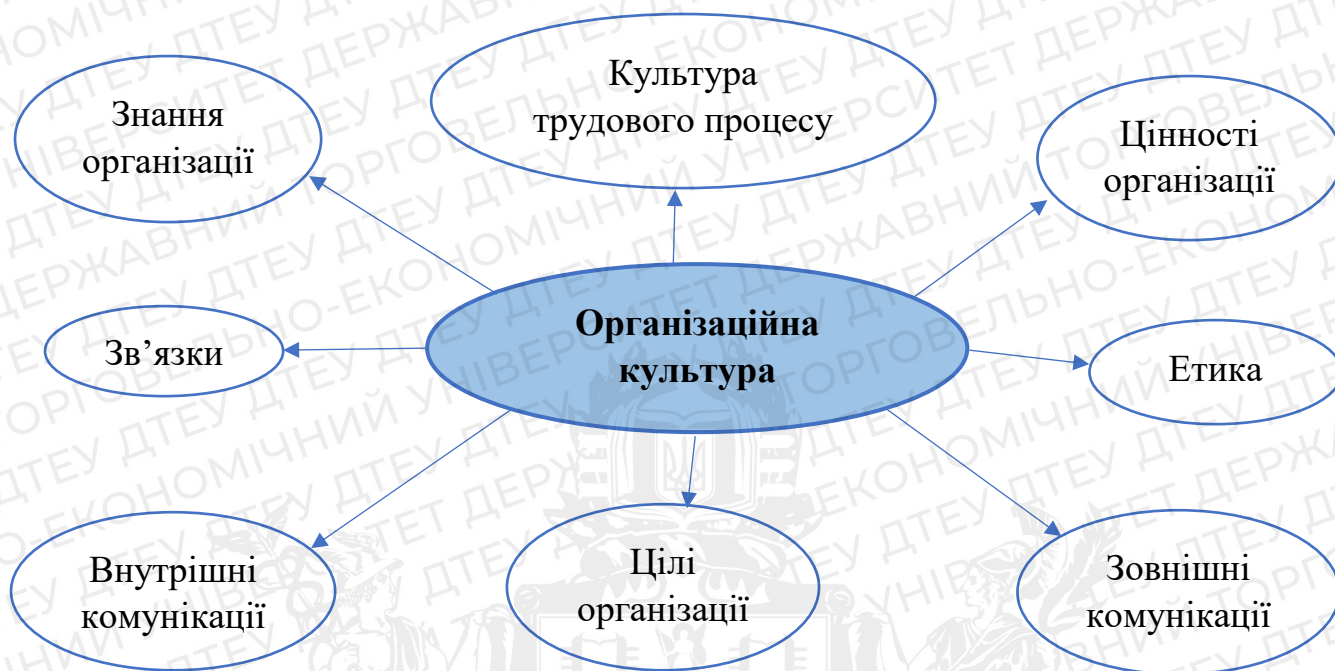 Культура
трудового процесу
Знання
організації
Цінності
організації
Організаційна
культура
Зв’язки
Етика
Внутрішні
комунікації
Цілі
організації
Зовнішні
комунікації